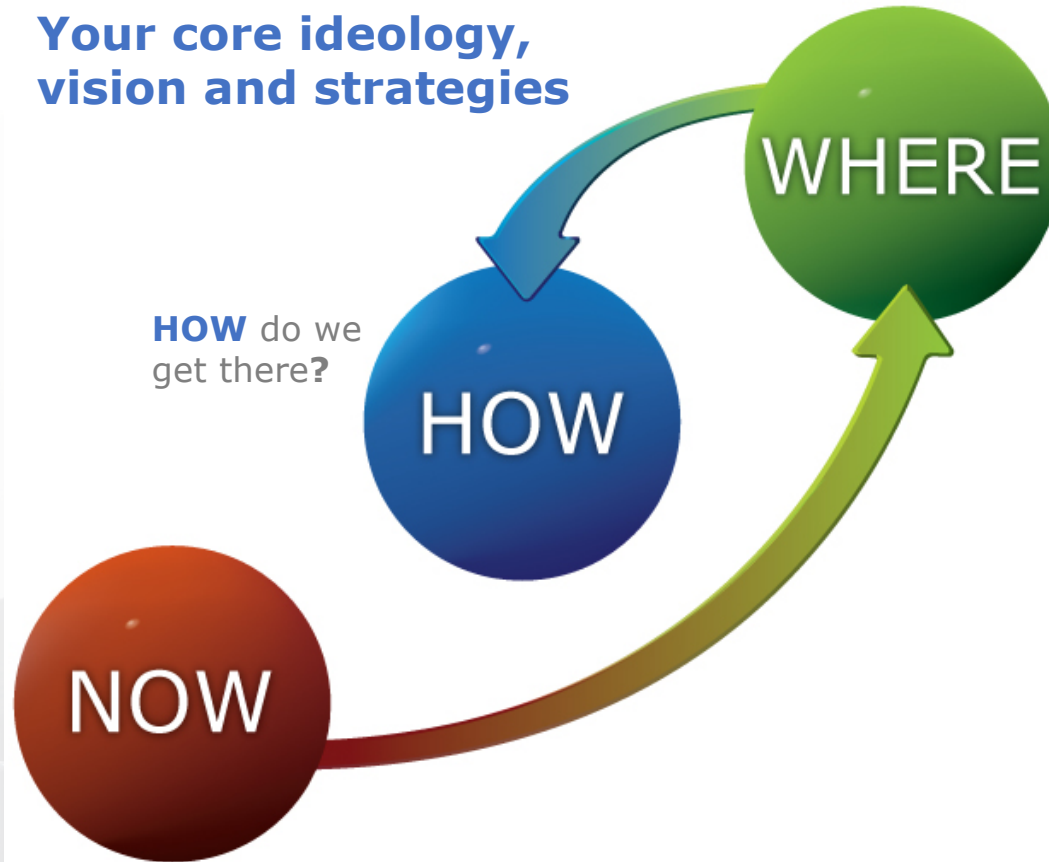 Your core ideology,
vision and strategies
WHERE
HOW do we
get there?
HOW
NOW